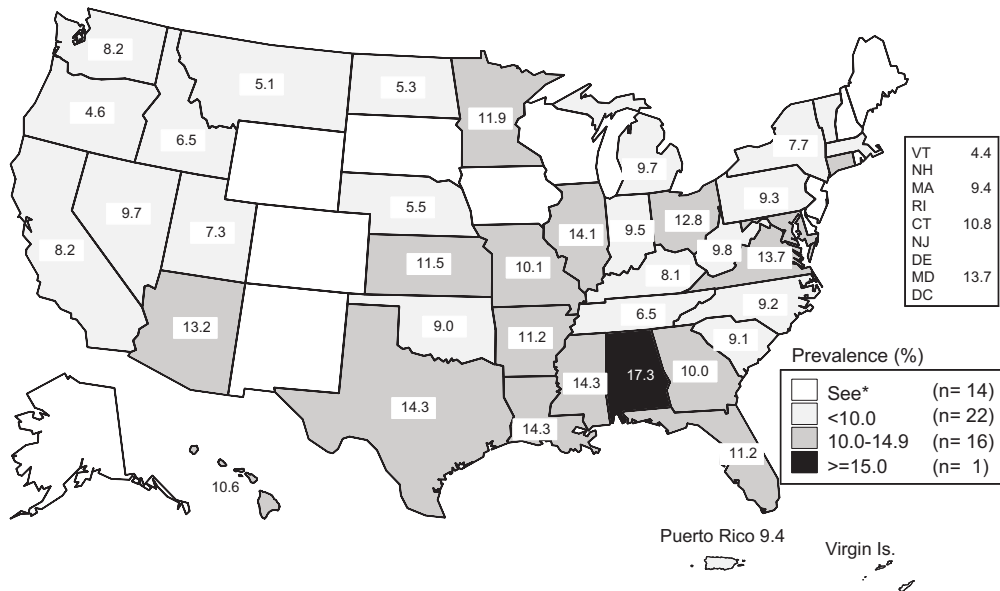 8.2
5.1
5.3
4.6
11.9
6.5
7.7
9.7
VT 4.4
NH
MA 9.4
RI
CT 10.8
NJ
DE
MD 13.7
DC
9.7
5.5
9.3
12.8
8.2
7.3
14.1
9.5
9.8
13.7
11.5
10.1
8.1
13.2
9.0
11.2
6.5
9.2
9.1
14.3
14.3
17.3
10.0
14.3
11.2
10.6
Prevalence (%)
See* (n= 14)
<10.0 (n= 22)
10.0-14.9 (n= 16)
>=15.0 (n= 1)
Puerto Rico 9.4
Virgin Is.